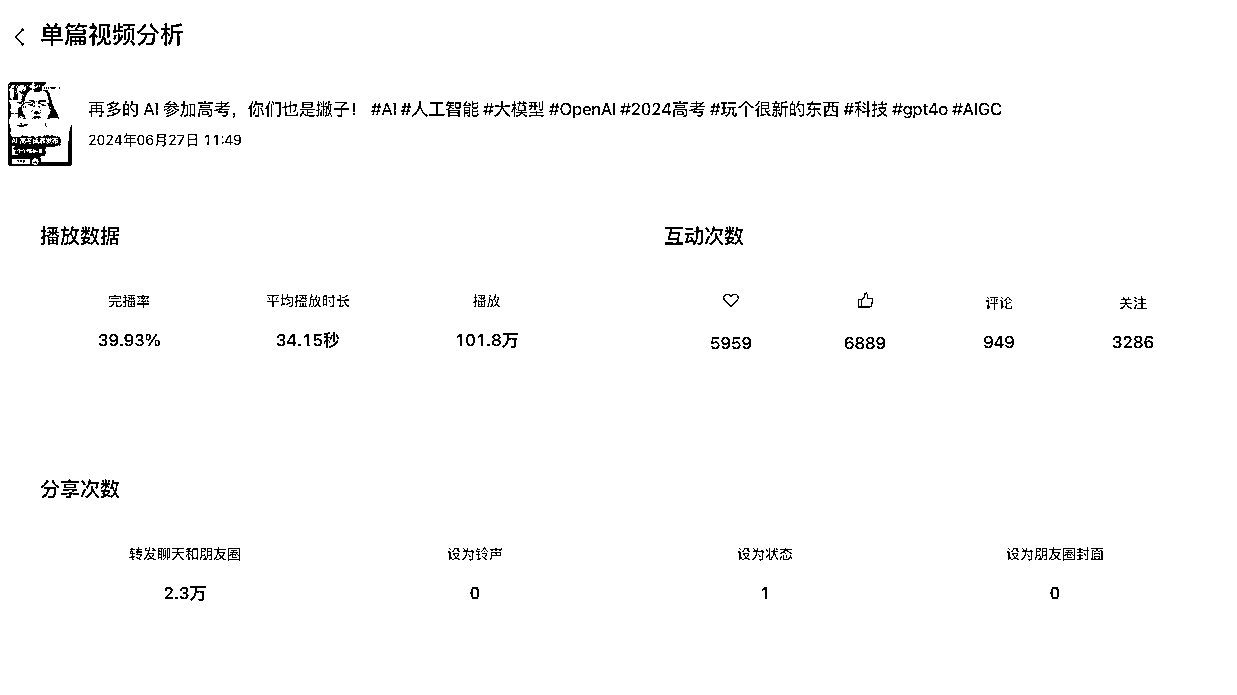 单篇视频分析
再多的 AI 参加高考，你们也是撇子！ #AI #人工智能 #大模型 #OpenAI #2024高考 #玩个很新的东西 #科技 #gpt4o #AIGC
2024年06月27日 11:49
播放数据
互动次数
完播率 平均播放时长 播放 评论 关注
39.93% 34.15秒 101.8万 5959 6889 949 3286
分享次数
转发聊天和朋友圈 设为铃声 设为状态 设为朋友圈封面
2.3万 0 1 0